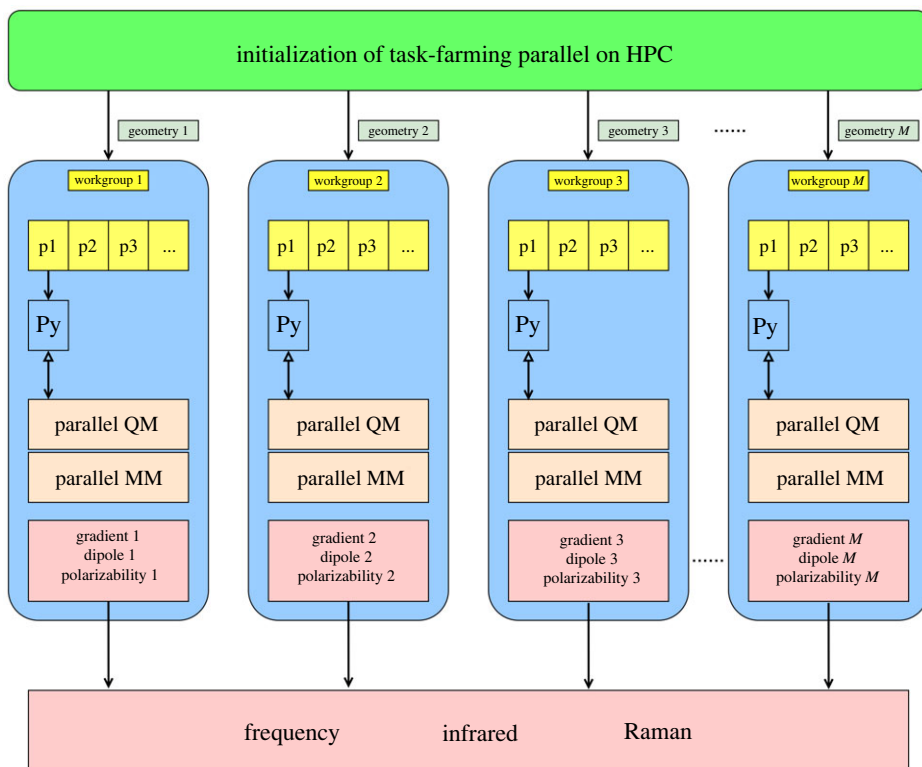 initialization of task-farming parallel on HPC
geometry 1
geometry 2
geometry 3
......
geometry M
workgroup 1
workgroup 2
workgroup 3
workgroup M
p1 p2 p3 ...
p1 p2 p3 ...
p1 p2 p3 ...
p1 p2 p3 ...
Py
Py
Py
Py
parallel QM
parallel QM
parallel QM
parallel QM
parallel MM
parallel MM
parallel MM
parallel MM
gradient 1
dipole 1
polarizability 1
gradient 2
dipole 2
polarizability 2
gradient 3
dipole 3
polarizability 3
......
gradient M
dipole M
polarizability M
frequency infrared Raman